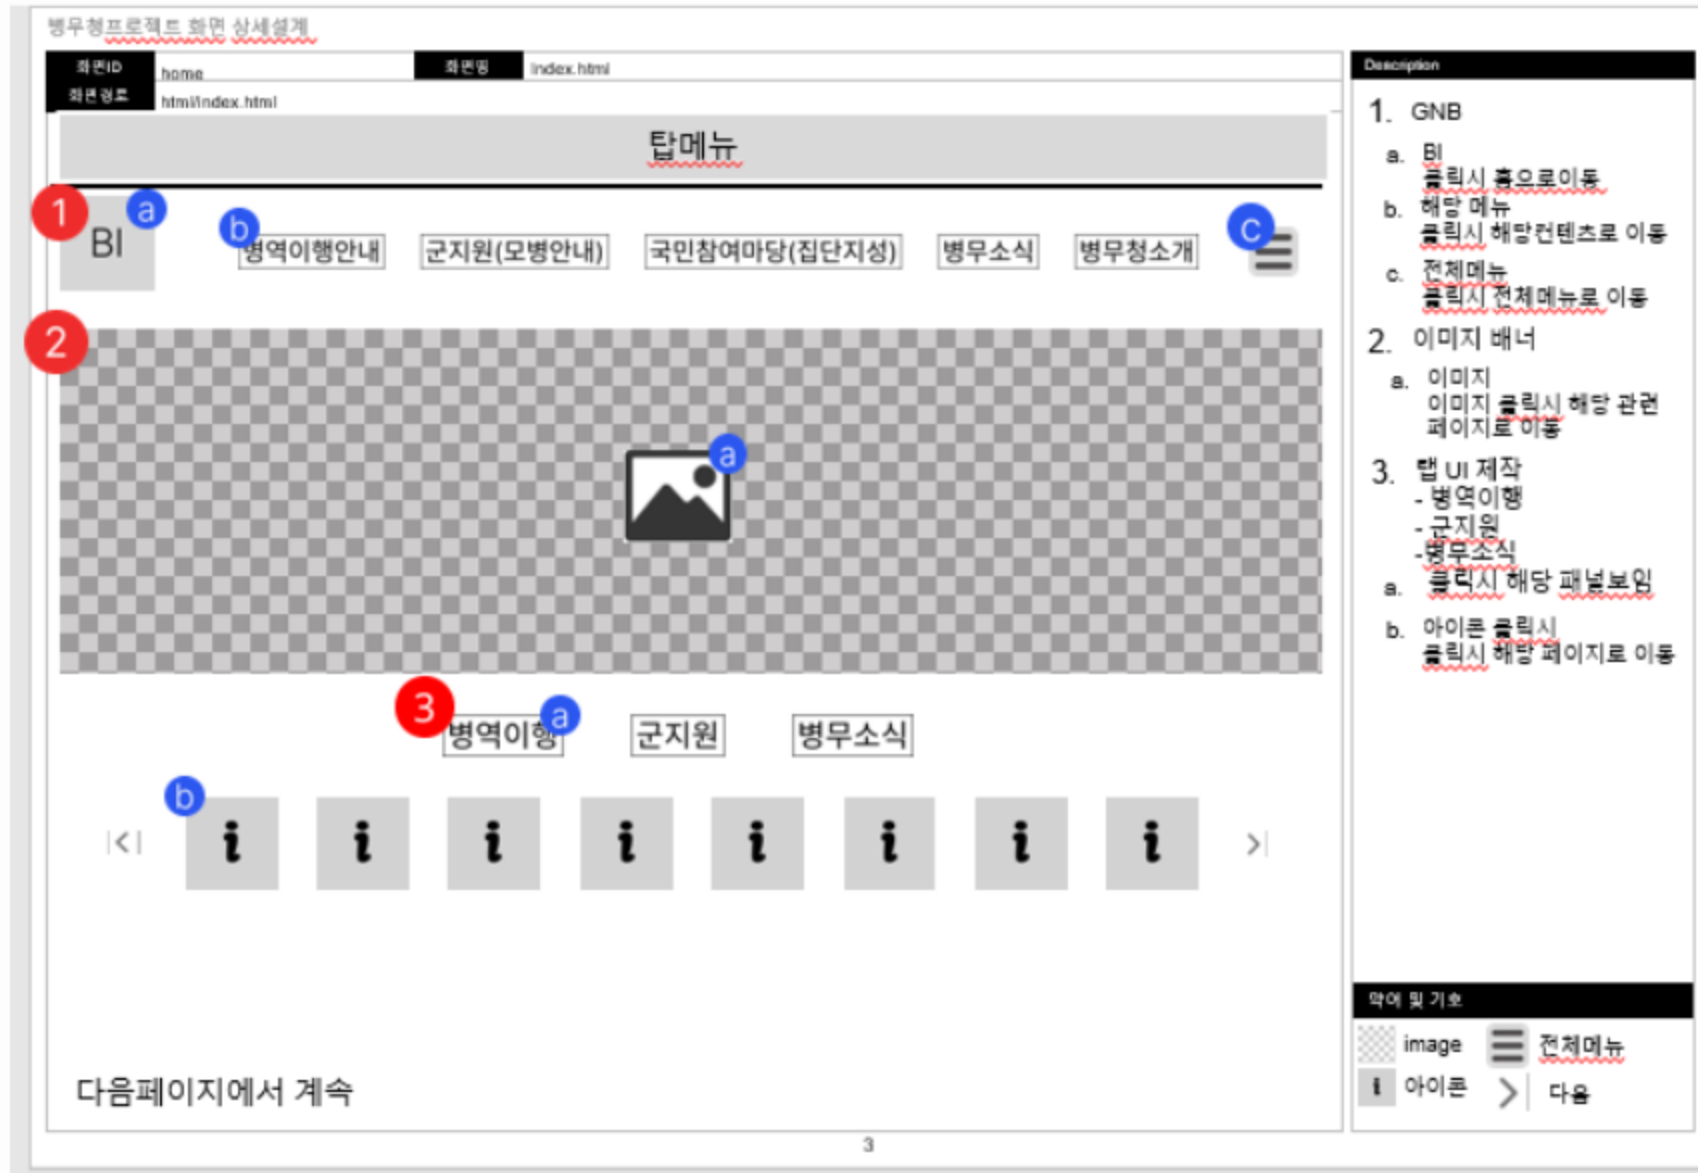 병무청프로젝트 화면 상세설계
화면ID
home
화면명
index.html
화면경로
html/index.html
탑메뉴
1
a
BI
b
병역이행안내
군지원(모병안내)
국민참여마당(집단지성)
병무소식
병무청소개
c
2
a
3
병역이행
a
군지원
병무소식
b
i
i
i
i
i
i
i
i
다음페이지에서 계속
Description
1. GNB
a. BI
클릭시 홈으로이동
b. 해당 메뉴
클릭시 해당컨텐츠로 이동
c. 전체메뉴
클릭시 전체메뉴로 이동
2. 이미지 배너
a. 이미지
이미지 클릭시 해당 관련
페이지로 이동
3. 탭 UI 제작
- 병역이행
- 군지원
-병무소식
a. 클릭시 해당 패널보임
b. 아이콘 클릭시
클릭시 해당 페이지로 이동
약어 및 기호
image
전체메뉴
i
아이콘
다음
3